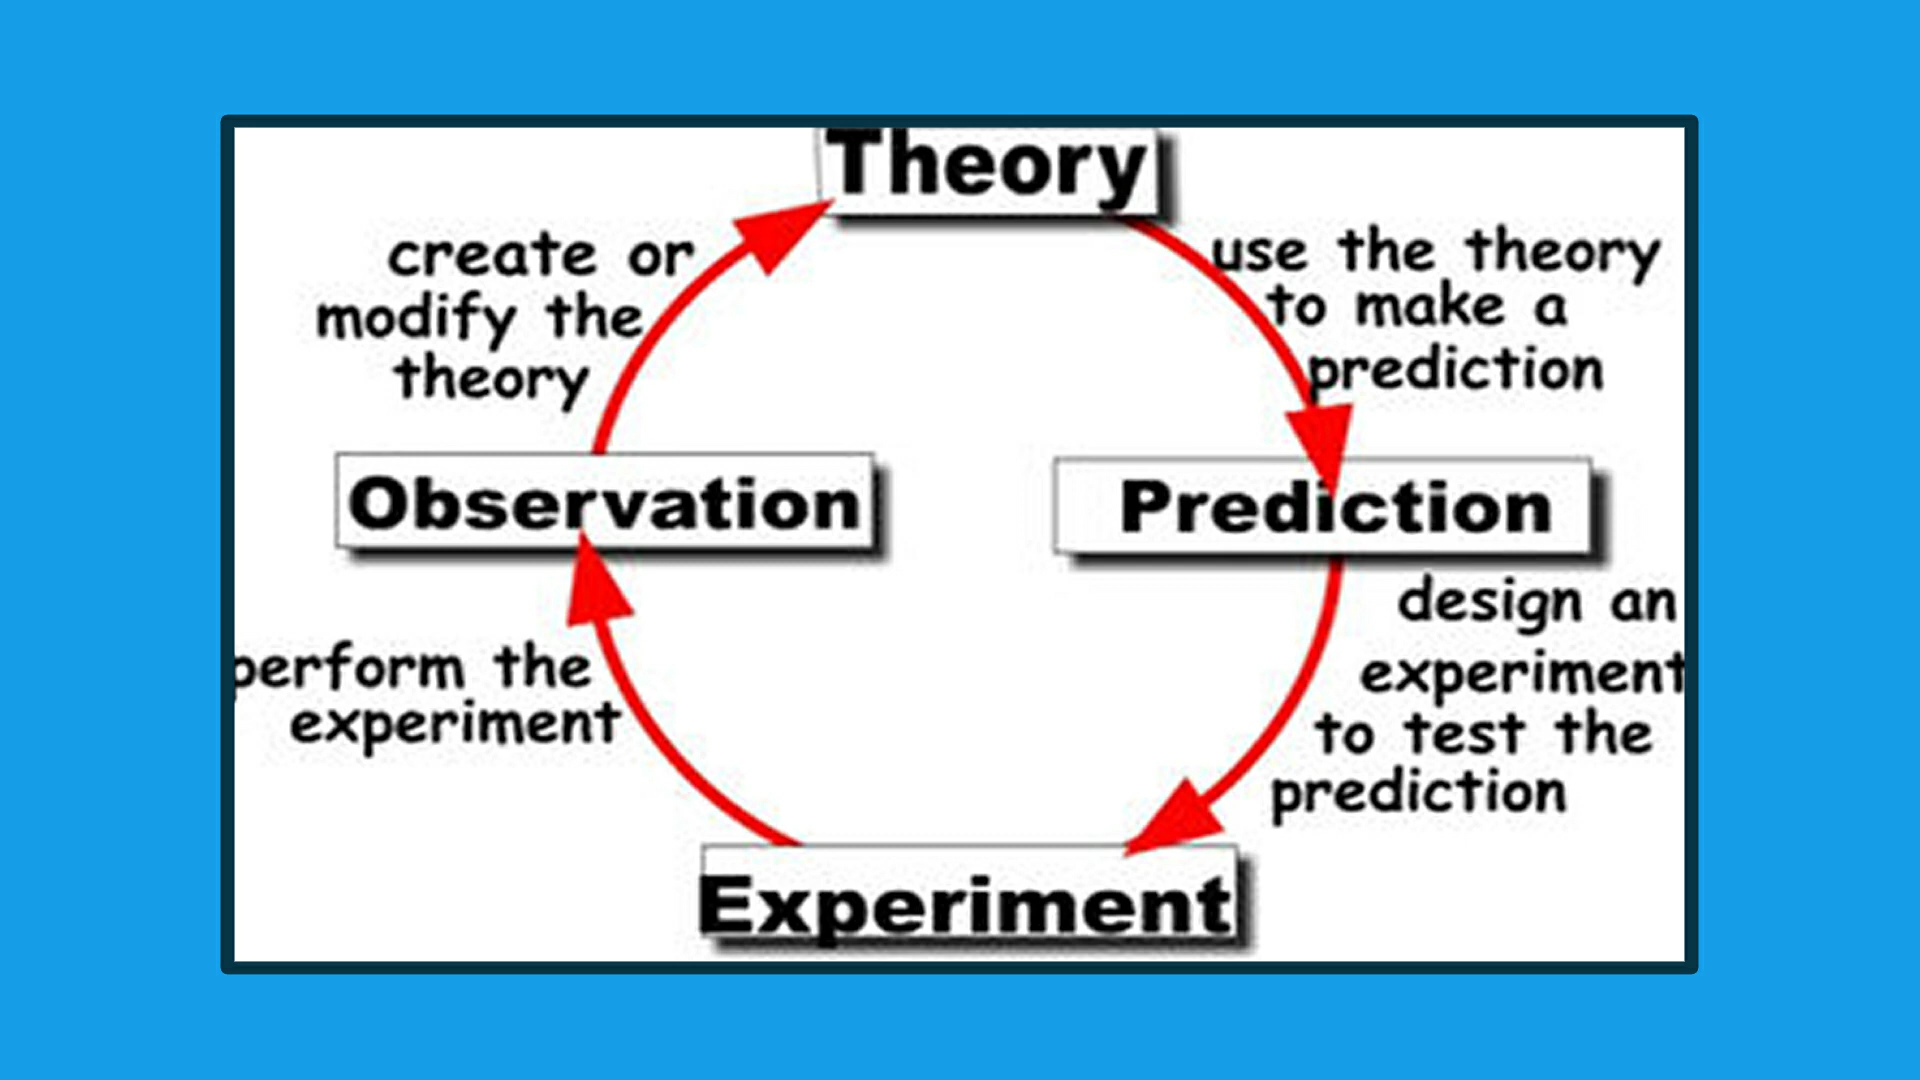 Theory
use the theory
to make a
prediction
Prediction
design an
experiment
to test the
prediction
Experiment
perform the
experiment
Observation
create or
modify the
theory